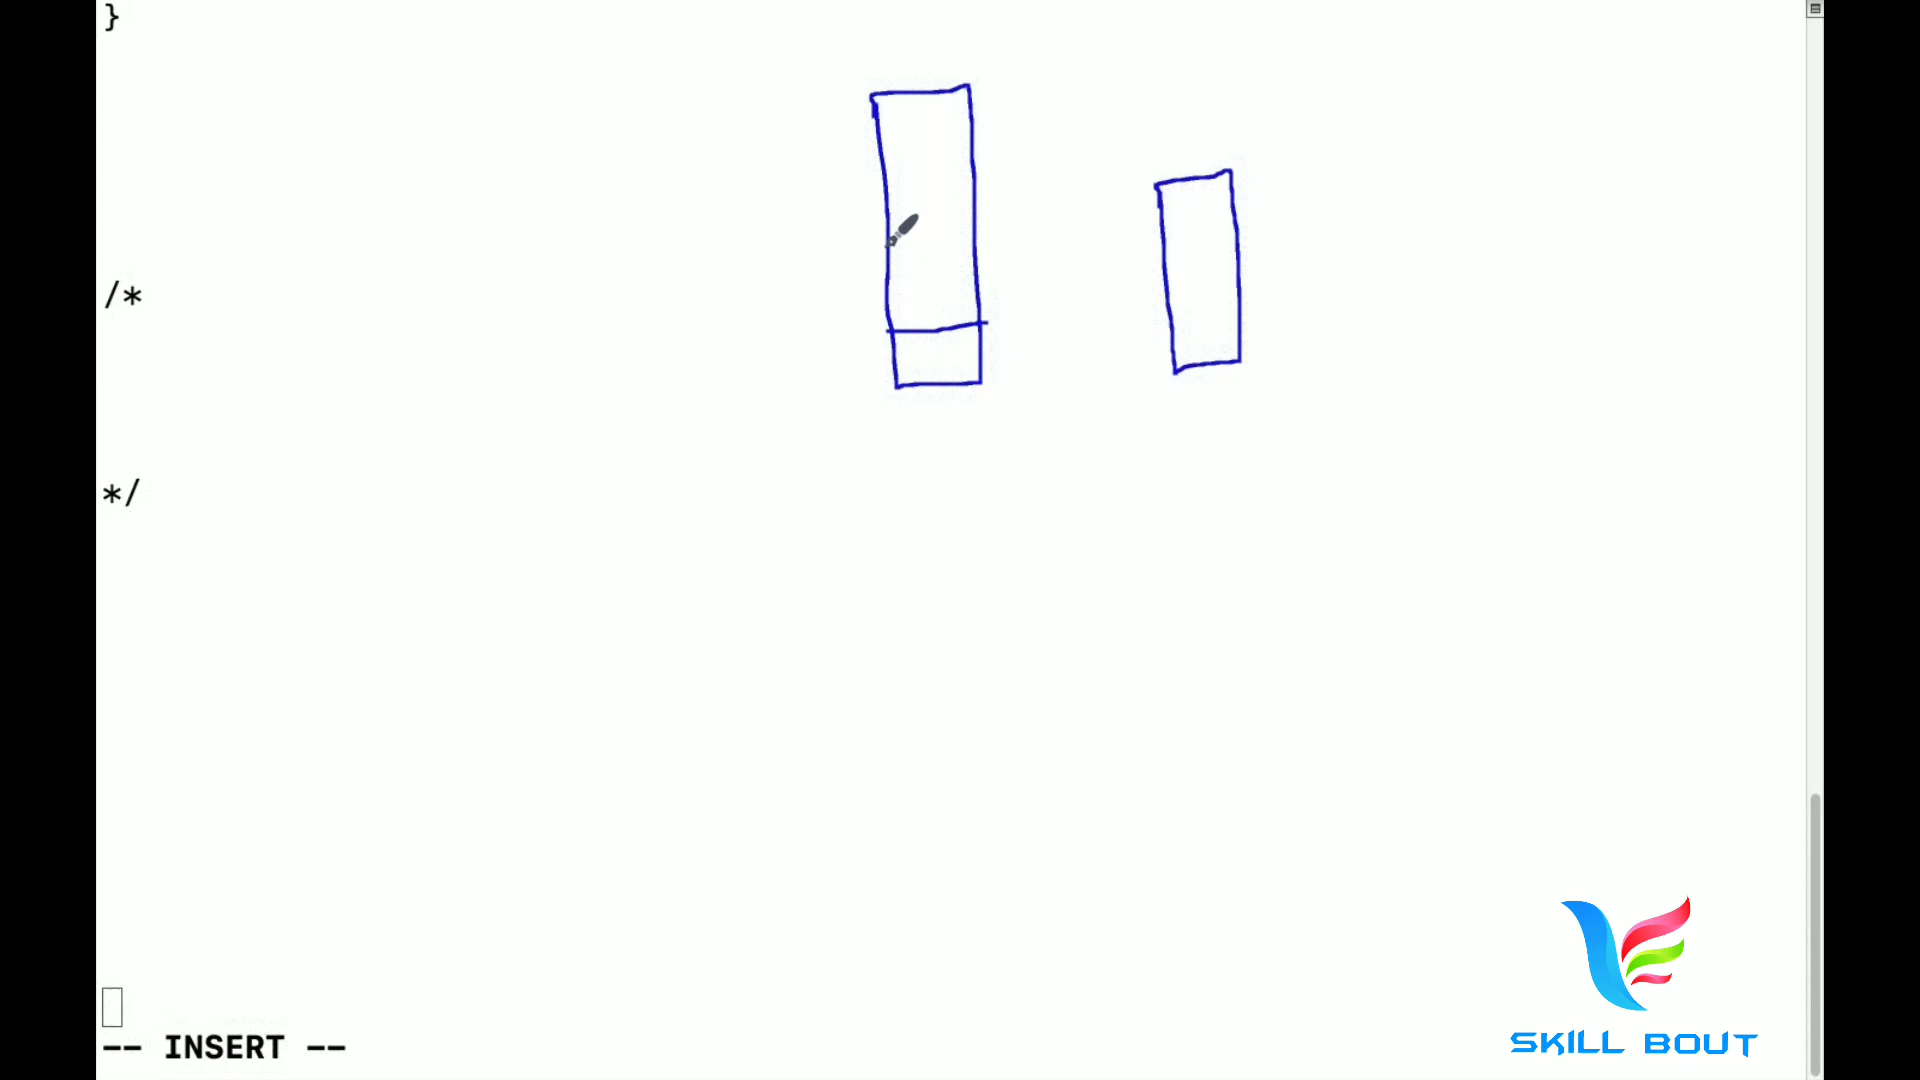 }
/*
*/
-- INSERT --
SKILL BOUT